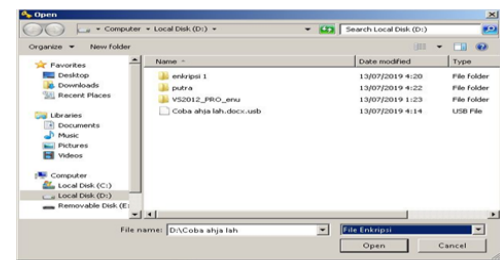 Open
Computer Local Disk (D:) Search Local Disk (D:)
Organize New folder
Favorites
Desktop
Downloads
Recent Places
Libraries
Documents
Music
Pictures
Videos
Computer
Local Disk (C:)
Local Disk (D:)
Removable Disk (E:
Name Date modified Type
enkripsi 1 13/07/2019 4:20 File folder
putra 13/07/2019 4:22 File folder
VS2012_PRO_enu 13/07/2019 1:23 File folder
Coba ahja lah.docx.usb 13/07/2019 4:14 USB File
File name: D:\Coba ahja lah File Enkripsi
Open Cancel